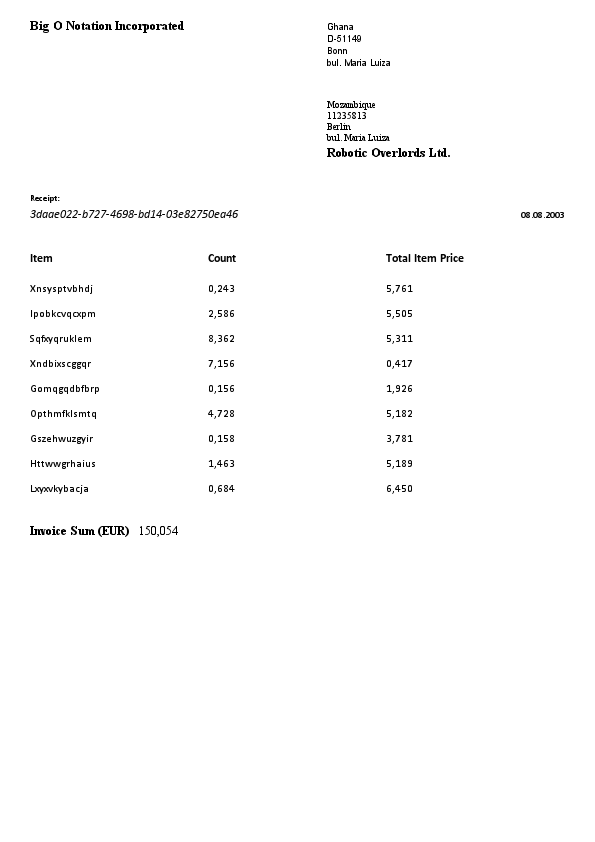 Big O Notation Incorporated
Ghana
D-51149
Bonn
bul. Maria Luiza
Mozambique
11235813
Berlin
bul. Maria Luiza
Robotic Overlords Ltd.
Receipt:
3daae022-b727-4698-bd14-03e82750ea46 08.08.2003
Item Count Total Item Price
Xnsysptvbhdj 0,243 5,761
Ipobkcvqcxpm 2,586 5,505
Sqfxyqruklem 8,362 5,311
Xndbixscggqr 7,156 0,417
Gomqgqdbfbrp 0,156 1,926
Opthmfklsmtq 4,728 5,182
Gszehwuzgyir 0,158 3,781
Httwwgrhaius 1,463 5,189
Lxyxvkybacja 0,684 6,450
Invoice Sum (EUR) 150,054